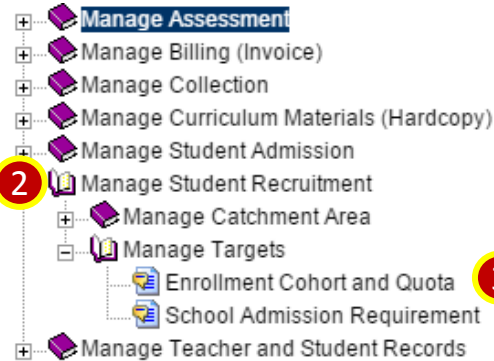 Manage Assessment
Manage Billing (Invoice)
Manage Collection
Manage Curriculum Materials (Hardcopy)
Manage Student Admission
2 Manage Student Recruitment
Manage Catchment Area
Manage Targets
Enrollment Cohort and Quota
School Admission Requirement
Manage Teacher and Student Records